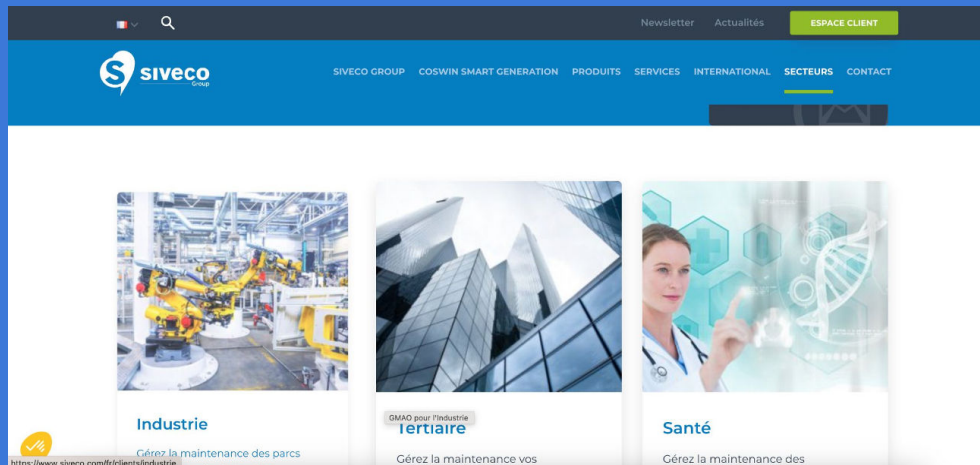 Newsletter Actualités ESPACE CLIENT
siveco
Group
SIVECO GROUP COSWIN SMART GENERATION PRODUITS SERVICES INTERNATIONAL SECTEURS CONTACT
Industrie
Gérez la maintenance des parcs
GMAO pour l'Industrie
Tertiaire
Gérez la maintenance vos
Santé
Gérez la maintenance des
https://www.siveco.com/fr/clients/industrie